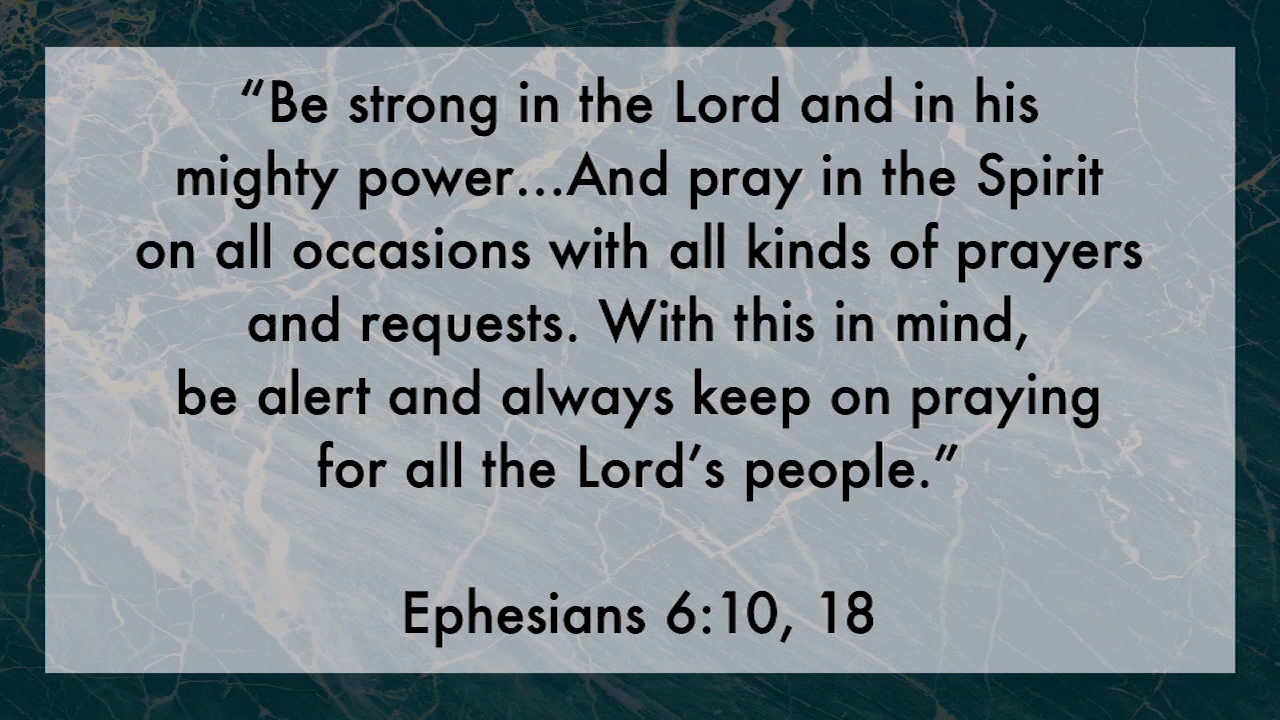 “Be strong in the Lord and in his
mighty power...And pray in the Spirit
on all occasions with all kinds of prayers
and requests. With this in mind,
be alert and always keep on praying
for all the Lord’s people.”
Ephesians 6:10, 18